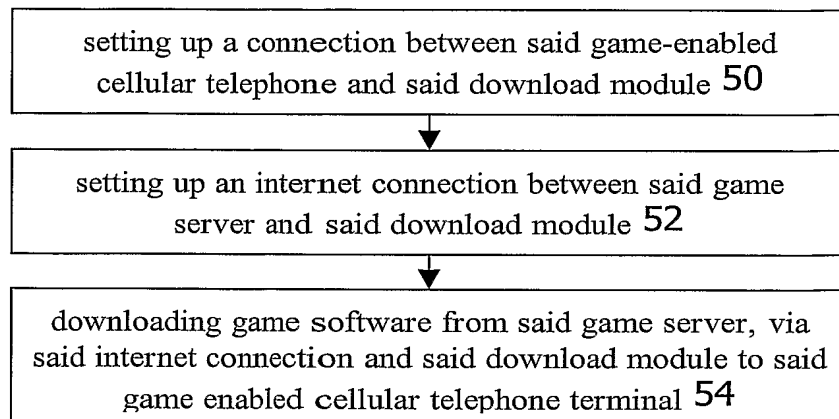 setting up a connection between said game-enabled
cellular telephone and said download module 50
setting up an internet connection between said game
server and said download module 52
downloading game software from said game server, via
said internet connection and said download module to said
game enabled cellular telephone terminal 54